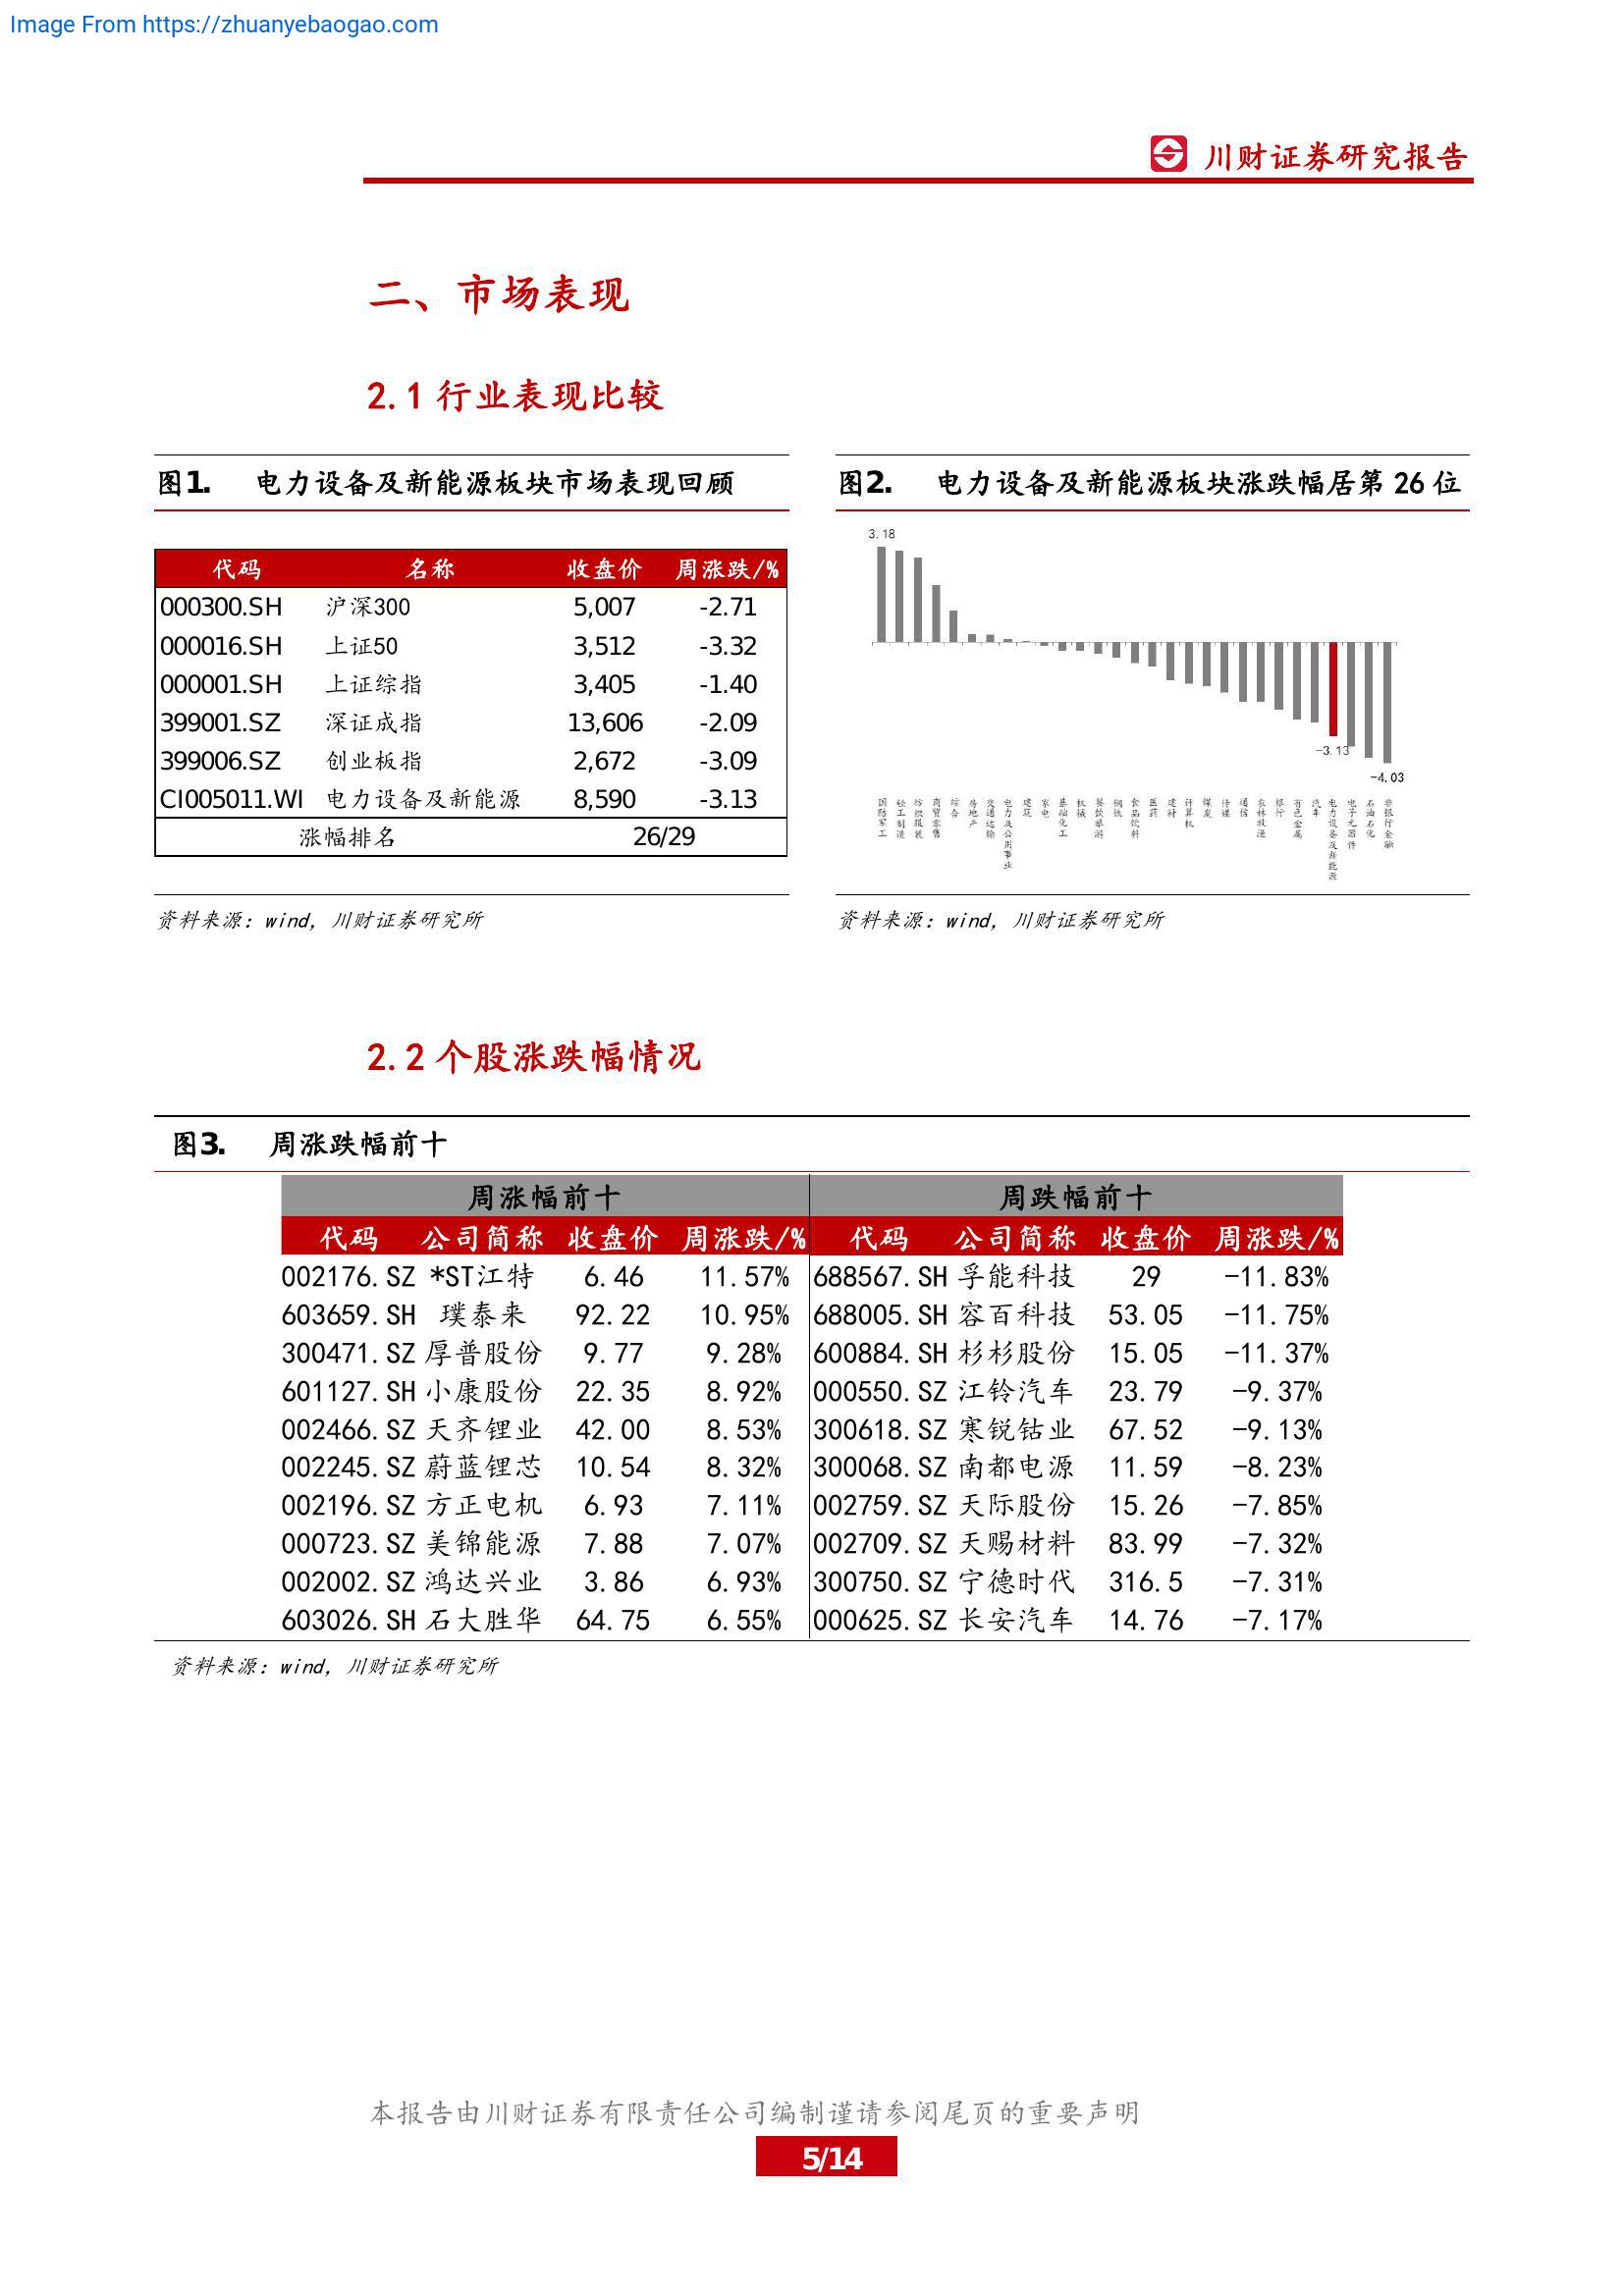 Image From https://zhuanyebaogao.com
川财证券研究报告
二、市场表现
2.1 行业表现比较
图1. 电力设备及新能源板块市场表现回顾
代码 名称 收盘价 周涨跌/%
000300.SH 沪深300 5,007 -2.71
000016.SH 上证50 3,512 -3.32
000001.SH 上证综指 3,405 -1.40
399001.SZ 深证成指 13,606 -2.09
399006.SZ 创业板指 2,672 -3.09
CI005011.WI 电力设备及新能源 8,590 -3.13
涨幅排名 26/29
资料来源：wind，川财证券研究所
图2. 电力设备及新能源板块涨跌幅居第 26 位
3.18
-3.13
-4.03
国防军工
轻工制造
纺织服装
商贸零售
综合
房地产
交通运输
电力及公用事业
建筑
家电
基础化工
机械
餐饮旅游
钢铁
食品饮料
医药
建材
计算机
煤炭
传媒
通信
农林牧渔
银行
有色金属
汽车
电力设备及新能源
电子元器件
石油石化
非银行金融
资料来源：wind，川财证券研究所
2.2 个股涨跌幅情况
图3. 周涨跌幅前十
周涨幅前十 周跌幅前十
代码 公司简称 收盘价 周涨跌/% 代码 公司简称 收盘价 周涨跌/%
002176.SZ *ST江特 6.46 11.57% 688567.SH 孚能科技 29 -11.83%
603659.SH 璞泰来 92.22 10.95% 688005.SH 容百科技 53.05 -11.75%
300471.SZ 厚普股份 9.77 9.28% 600884.SH 杉杉股份 15.05 -11.37%
601127.SH 小康股份 22.35 8.92% 000550.SZ 江铃汽车 23.79 -9.37%
002466.SZ 天齐锂业 42.00 8.53% 300618.SZ 寒锐钴业 67.52 -9.13%
002245.SZ 蔚蓝锂芯 10.54 8.32% 300068.SZ 南都电源 11.59 -8.23%
002196.SZ 方正电机 6.93 7.11% 002759.SZ 天际股份 15.26 -7.85%
000723.SZ 美锦能源 7.88 7.07% 002709.SZ 天赐材料 83.99 -7.32%
002002.SZ 鸿达兴业 3.86 6.93% 300750.SZ 宁德时代 316.5 -7.31%
603026.SH 石大胜华 64.75 6.55% 000625.SZ 长安汽车 14.76 -7.17%
资料来源：wind，川财证券研究所
本报告由川财证券有限责任公司编制谨请参阅尾页的重要声明
5/14